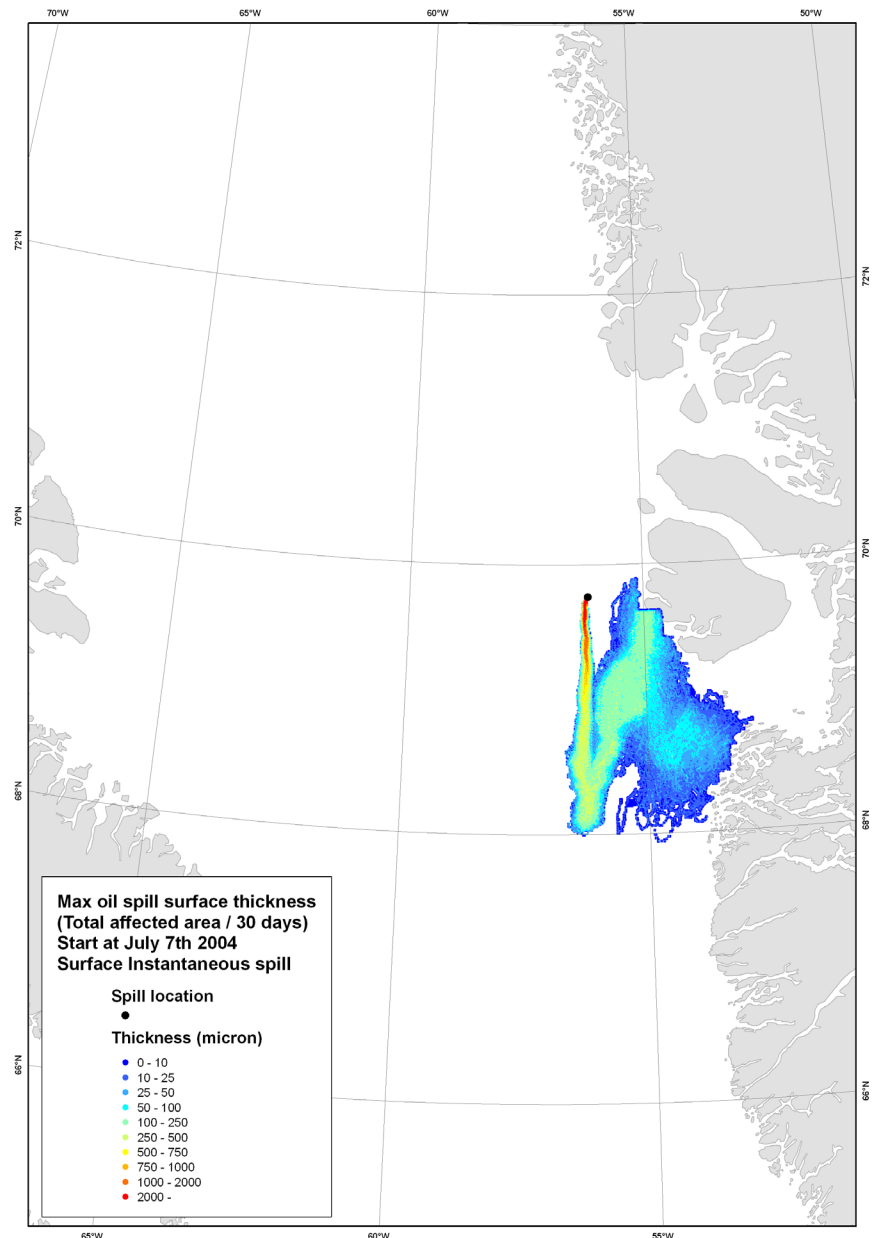 70°W 65°W 60°W 55°W 50°W
72°N
72°N
70°N
70°N
68°N
68°N
Max oil spill surface thickness
(Total affected area / 30 days)
Start at July 7th 2004
Surface Instantaneous spill
Spill location
Thickness (micron)
0 - 10
10 - 25
25 - 50
50 - 100
100 - 250
250 - 500
500 - 750
750 - 1000
1000 - 2000
2000 -
66°N
66°N
65°W 60°W 55°W